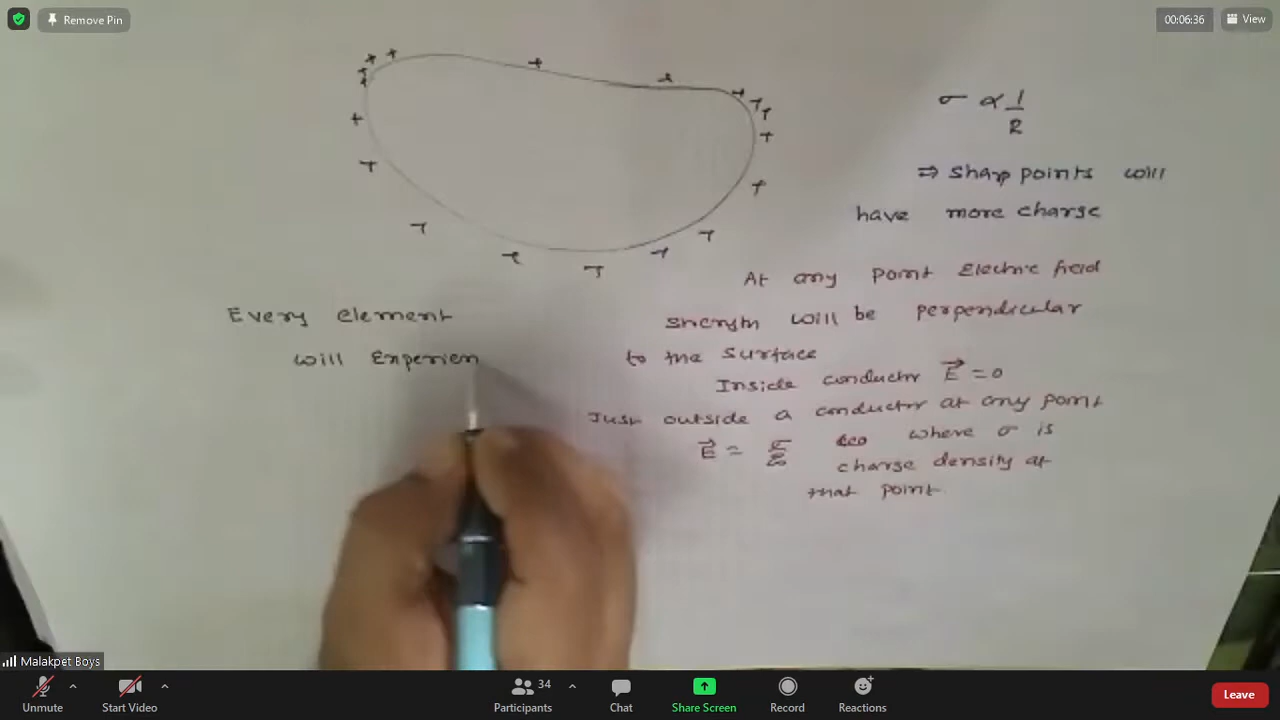 Remove Pin
00:06:36
View
σ ∝ 1/R
⇒ Sharp points will
have more charge
At any point Electric field
strength will be perpendicular
to the surface
Inside conductor E⃗ = 0
Just outside a conductor at any point
E⃗ = σ/ε₀ where σ is
charge density at
that point
Every element
will Experien
Malakpet Boys
Unmute
Start Video
34
Participants
Chat
Share Screen
Record
Reactions
Leave